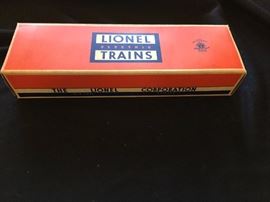 LIONEL
ELECTRIC
TRAINS
THE LIONEL CORPORATION